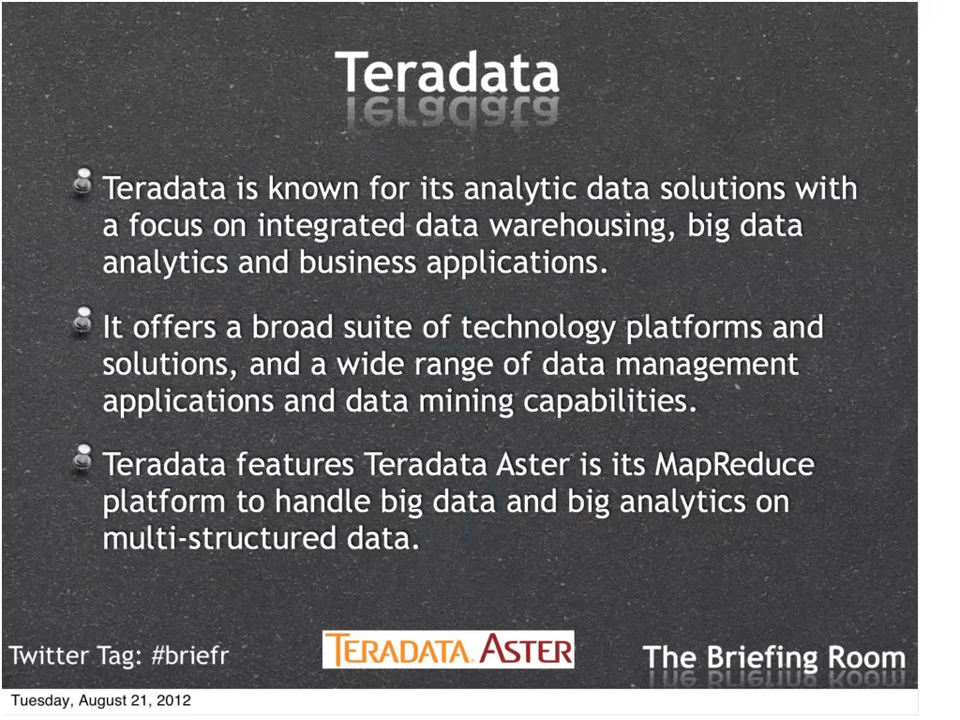 Teradata
Teradata is known for its analytic data solutions with
a focus on integrated data warehousing, big data
analytics and business applications.
It offers a broad suite of technology platforms and
solutions, and a wide range of data management
applications and data mining capabilities.
Teradata features Teradata Aster is its MapReduce
platform to handle big data and big analytics on
multi-structured data.
Twitter Tag: #briefr
TERADATA ASTER
The Briefing Room
Tuesday, August 21, 2012